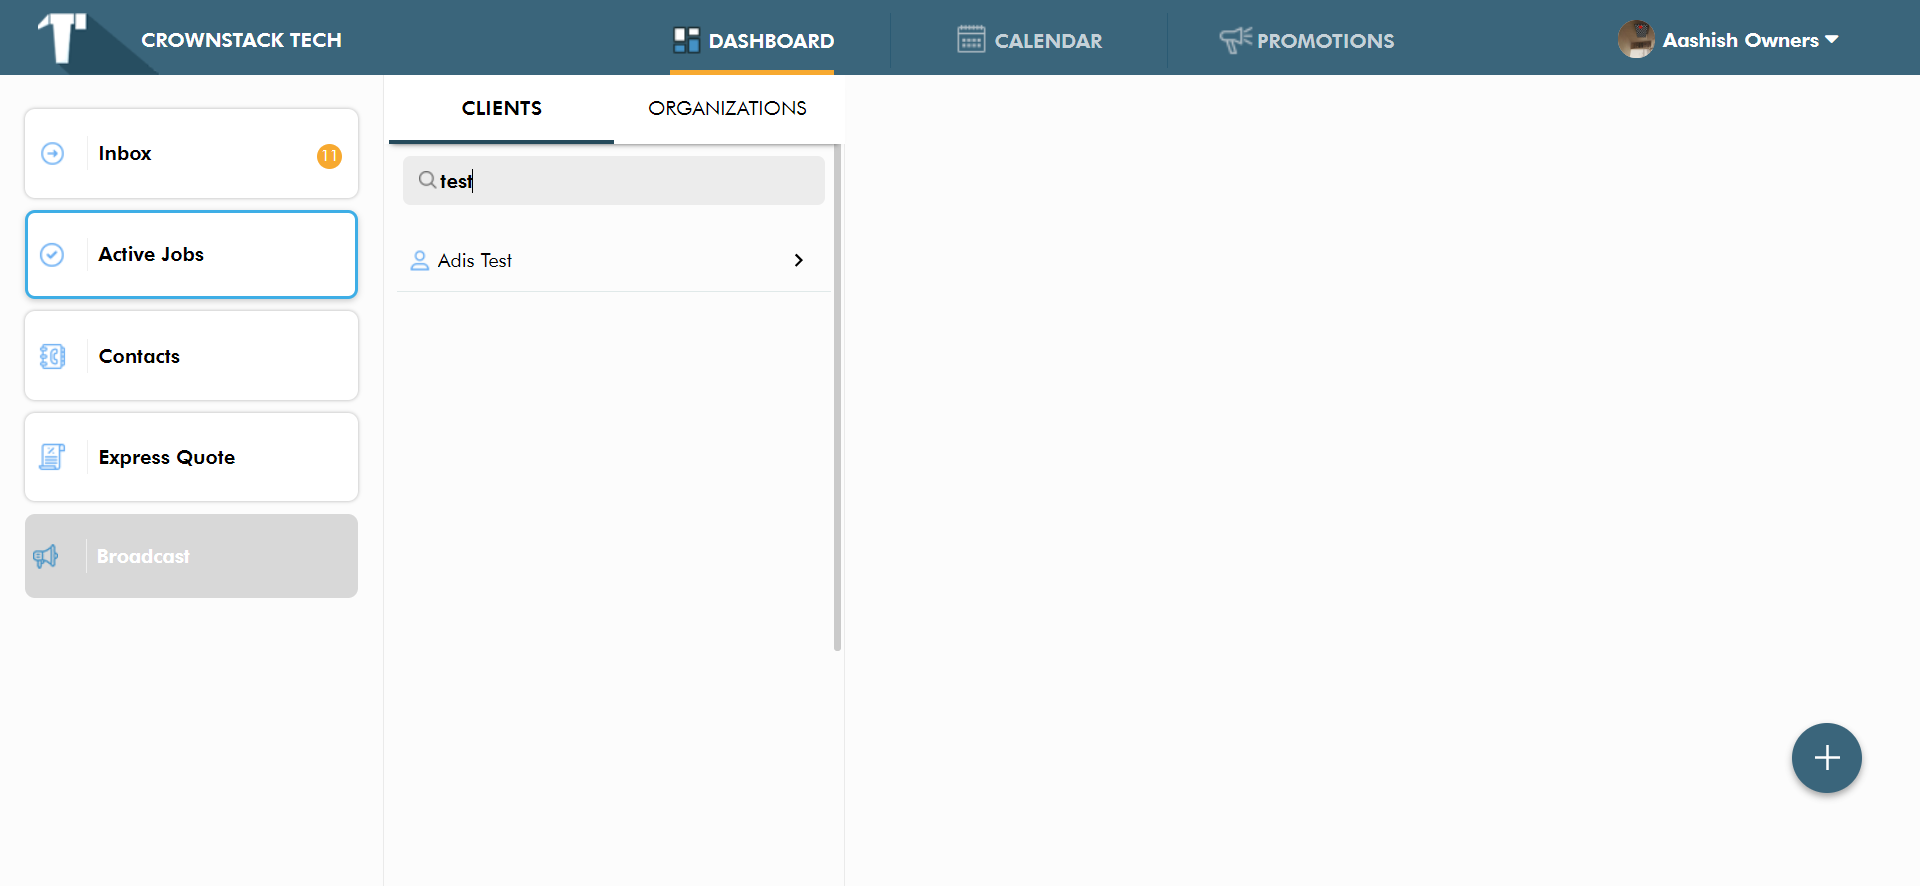 CROWNSTACK TECH
DASHBOARD
CALENDAR
PROMOTIONS
Aashish Owners
Inbox
11
Active Jobs
Contacts
Express Quote
Broadcast
CLIENTS
ORGANIZATIONS
test
Adis Test